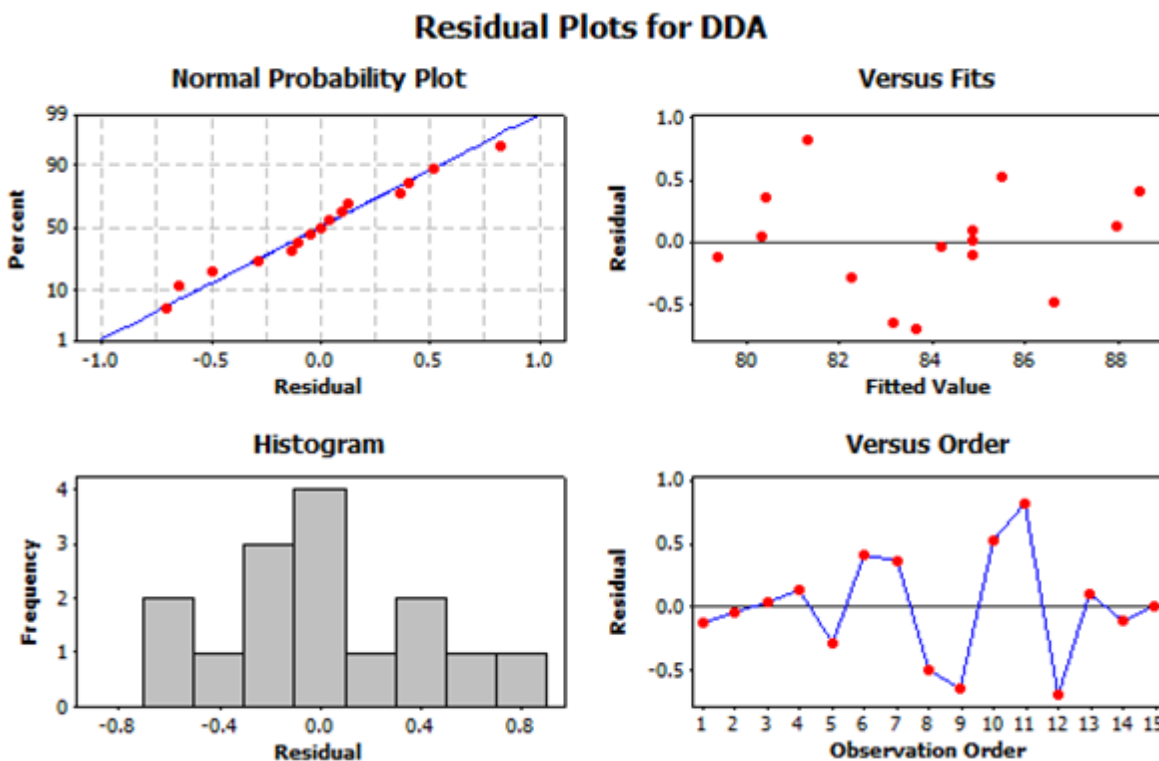 Residual Plots for DDA
Normal Probability Plot
Percent
99
90
50
10
1
-1.0 -0.5 0.0 0.5 1.0
Residual
Versus Fits
Residual
1.0
0.5
0.0
-0.5
80 82 84 86 88
Fitted Value
Histogram
Frequency
4
3
2
1
0
-0.8 -0.4 0.0 0.4 0.8
Residual
Versus Order
Residual
1.0
0.5
0.0
-0.5
1 2 3 4 5 6 7 8 9 10 11 12 13 14 15
Observation Order